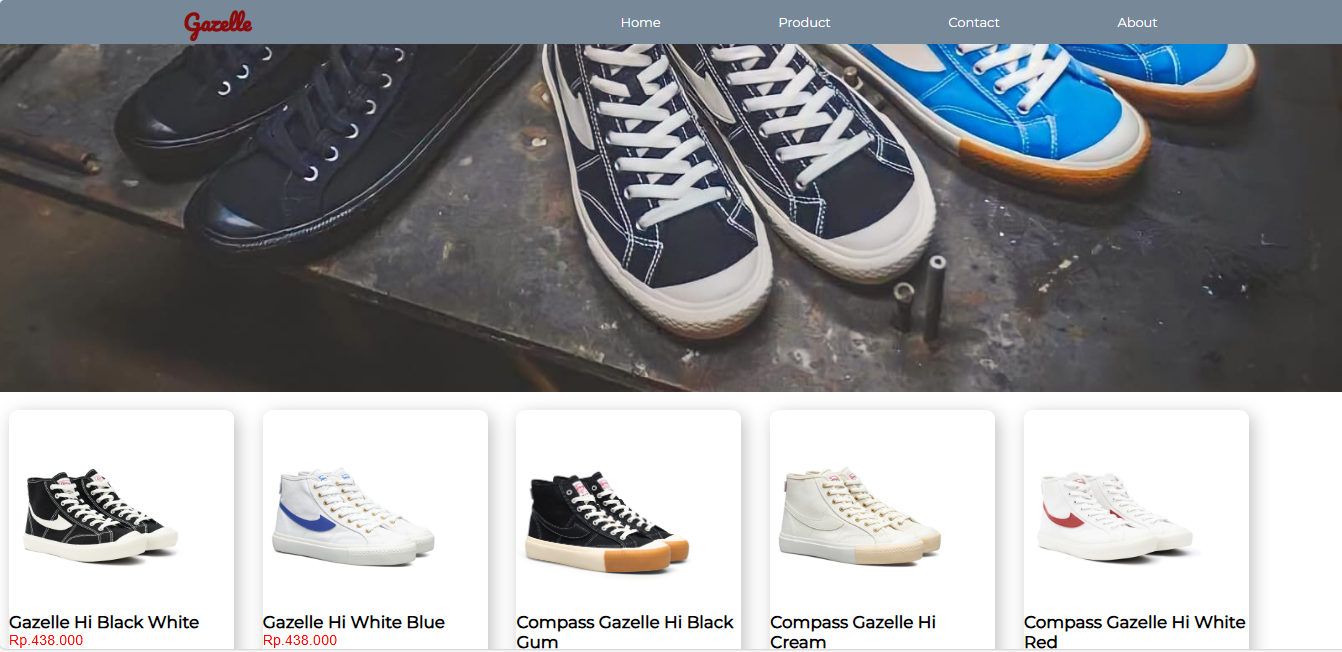 Gazelle
Home
Product
Contact
About
Gazelle Hi Black White
Rp.438.000
Gazelle Hi White Blue
Rp.438.000
Compass Gazelle Hi Black
Gum
Compass Gazelle Hi
Cream
Compass Gazelle Hi White
Red